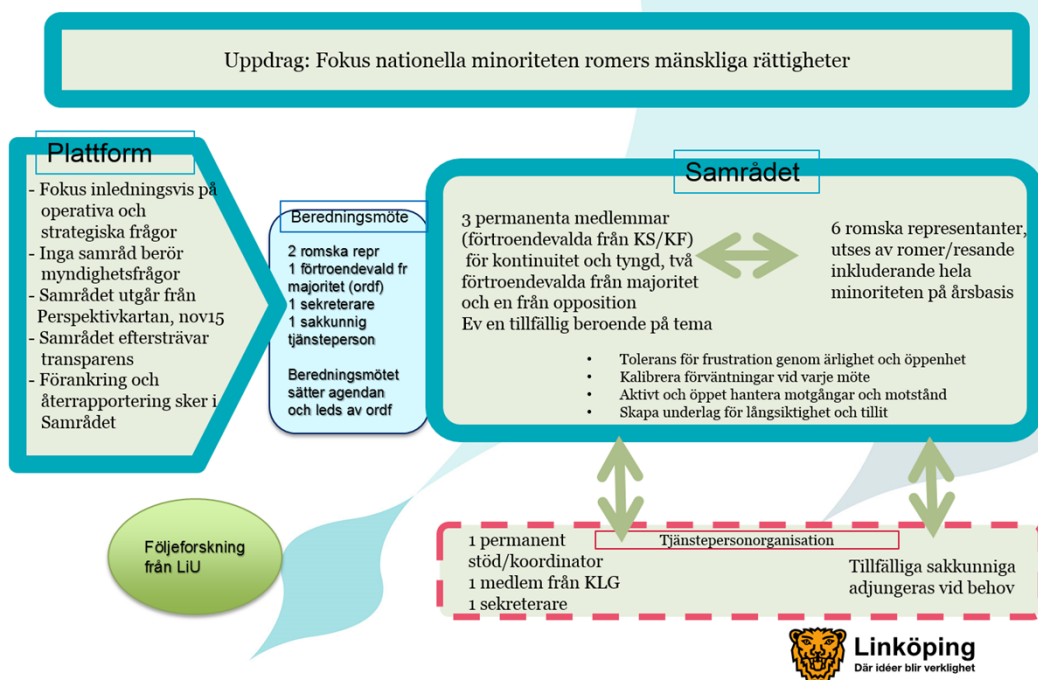 Uppdrag: Fokus nationella minoriteten romers mänskliga rättigheter
Plattform
- Fokus inledningsvis på
operativa och
strategiska frågor
- Inga samråd berör
myndighetsfrågor
- Samrådet utgår från
Perspektivkartan, nov15
- Samrådet eftersträvar
transparens
- Förankring och
återrapportering sker i
Samrådet
Beredningsmöte
2 romska repr
1 förtroendevald fr
majoritet (ordf)
1 sekreterare
1 sakkunnig
tjänsteperson
Beredningsmötet
sätter agendan
och leds av ordf
Samrådet
3 permanenta medlemmar
(förtroendevalda från KS/KF)
för kontinuitet och tyngd, två
förtroendevalda från majoritet
och en från opposition
Ev en tillfällig beroende på tema
6 romska representanter,
utses av romer/resande
inkluderande hela
minoriteten på årsbasis
• Tolerans för frustration genom ärlighet och öppenhet
• Kalibrera förväntningar vid varje möte
• Aktivt och öppet hantera motgångar och motstånd
• Skapa underlag för långsiktighet och tillit
Följeforskning
från LiU
Tjänstepersonorganisation
1 permanent
stöd/koordinator
1 medlem från KLG
1 sekreterare
Tillfälliga sakkunniga
adjungeras vid behov
Linköping
Där idéer blir verklighet